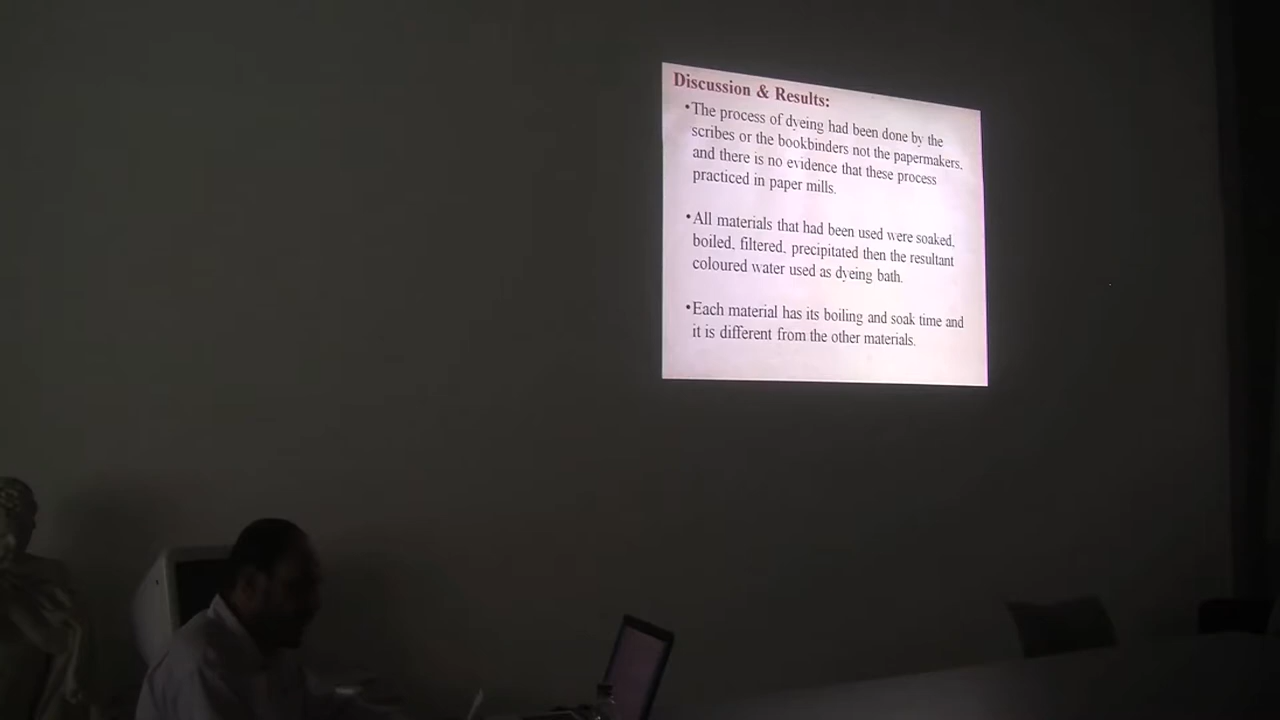 Discussion & Results:
•The process of dyeing had been done by the
scribes or the bookbinders not the papermakers,
and there is no evidence that these process
practiced in paper mills.
•All materials that had been used were soaked,
boiled, filtered, precipitated then the resultant
coloured water used as dyeing bath.
•Each material has its boiling and soak time and
it is different from the other materials.